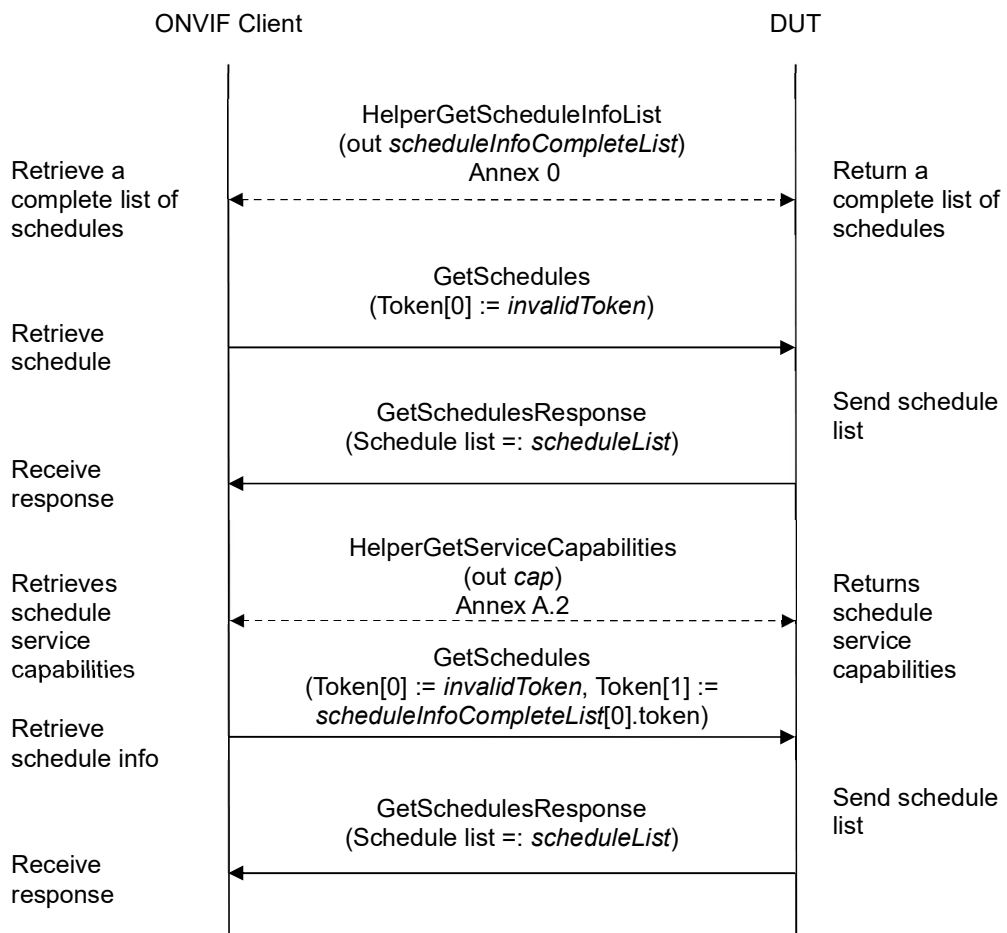 ONVIF Client
DUT
HelperGetScheduleInfoList
(out scheduleInfoCompleteList)
Annex 0
Retrieve a
complete list of
schedules
Return a
complete list of
schedules
GetSchedules
(Token[0] := invalidToken)
Retrieve
schedule
GetSchedulesResponse
(Schedule list =: scheduleList)
Send schedule
list
Receive
response
HelperGetServiceCapabilities
(out cap)
Annex A.2
Retrieves
schedule
service
capabilities
Returns
schedule
service
capabilities
GetSchedules
(Token[0] := invalidToken, Token[1] :=
scheduleInfoCompleteList[0].token)
Retrieve
schedule info
GetSchedulesResponse
(Schedule list =: scheduleList)
Send schedule
list
Receive
response